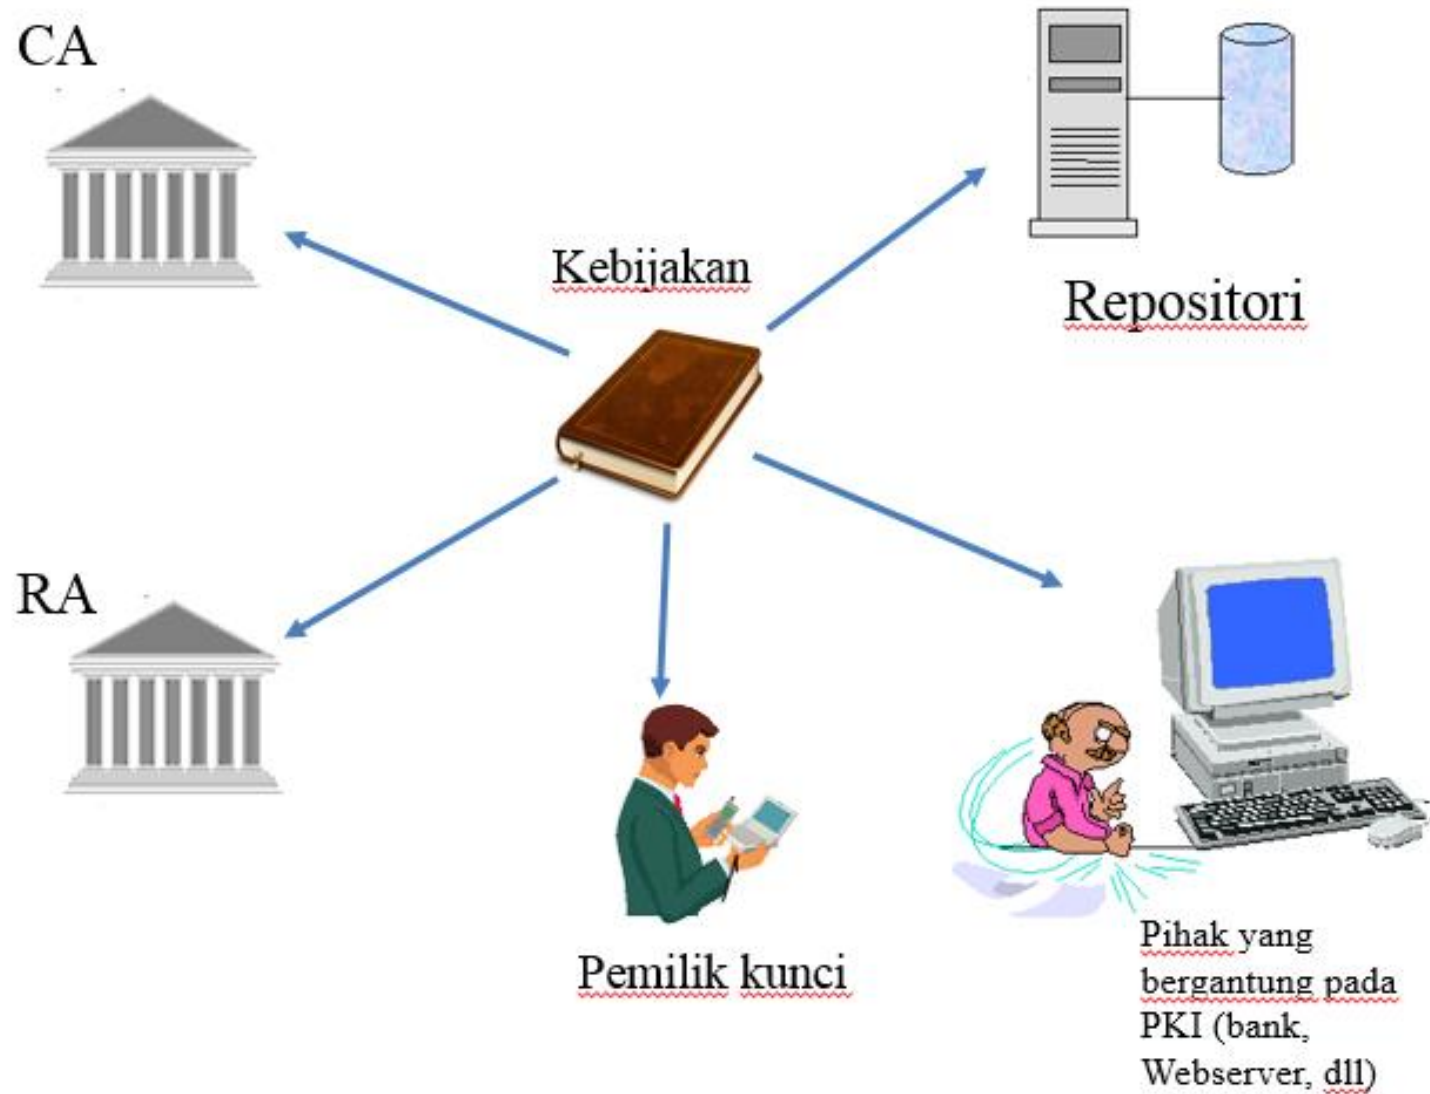 CA
Kebijakan
Repositori
RA
Pemilik kunci
Pihak yang
bergantung pada
PKI (bank,
Webserver, dll)